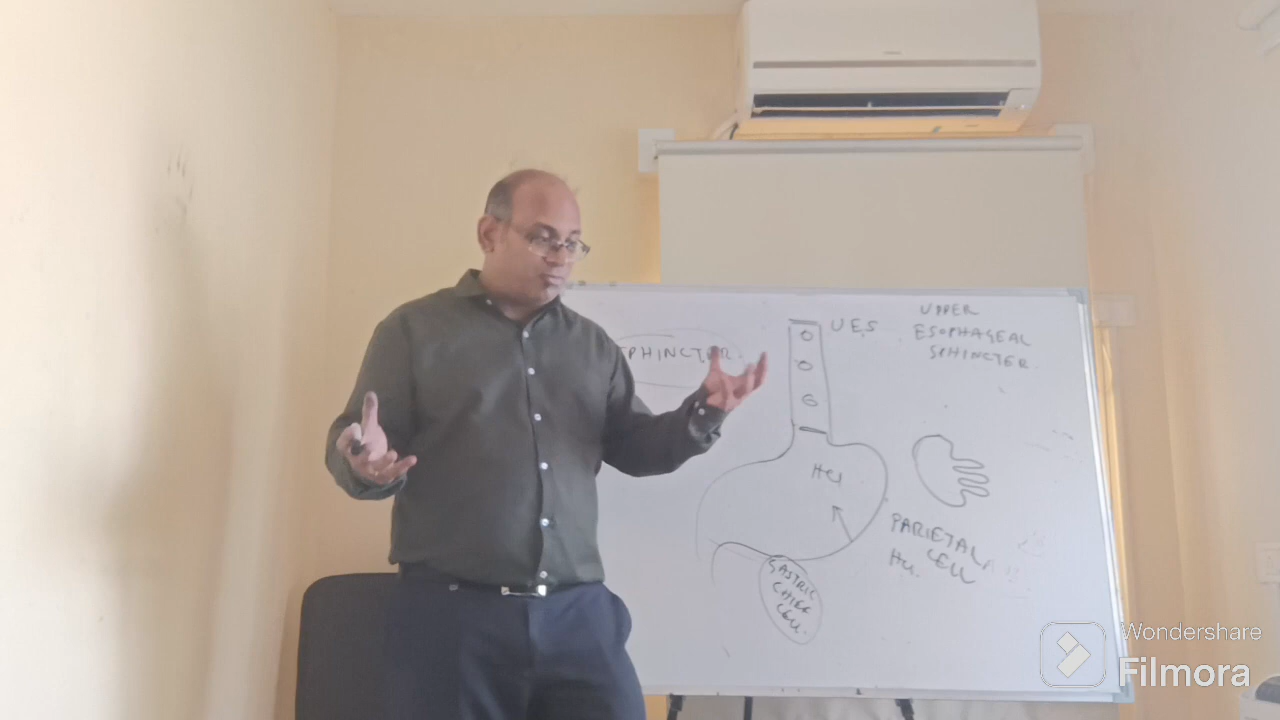 UES
UPPER
ESOPHAGEAL
SPHINCTER
SPHINCTER
HCl
PARIETAL
CELL
HCl
GASTRIC
CHIEF
CELL
Wondershare
Filmora